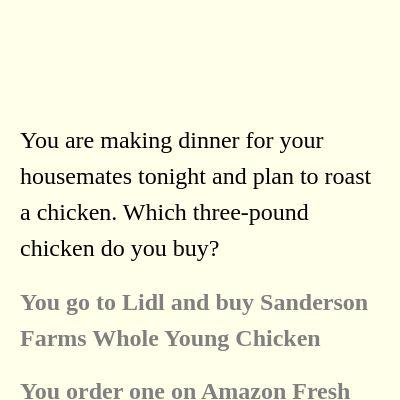 You are making dinner for your
housemates tonight and plan to roast
a chicken. Which three-pound
chicken do you buy?
You go to Lidl and buy Sanderson
Farms Whole Young Chicken
You order one on Amazon Fresh